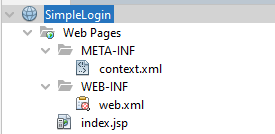 SimpleLogin
Web Pages
META-INF
context.xml
WEB-INF
web.xml
index.jsp